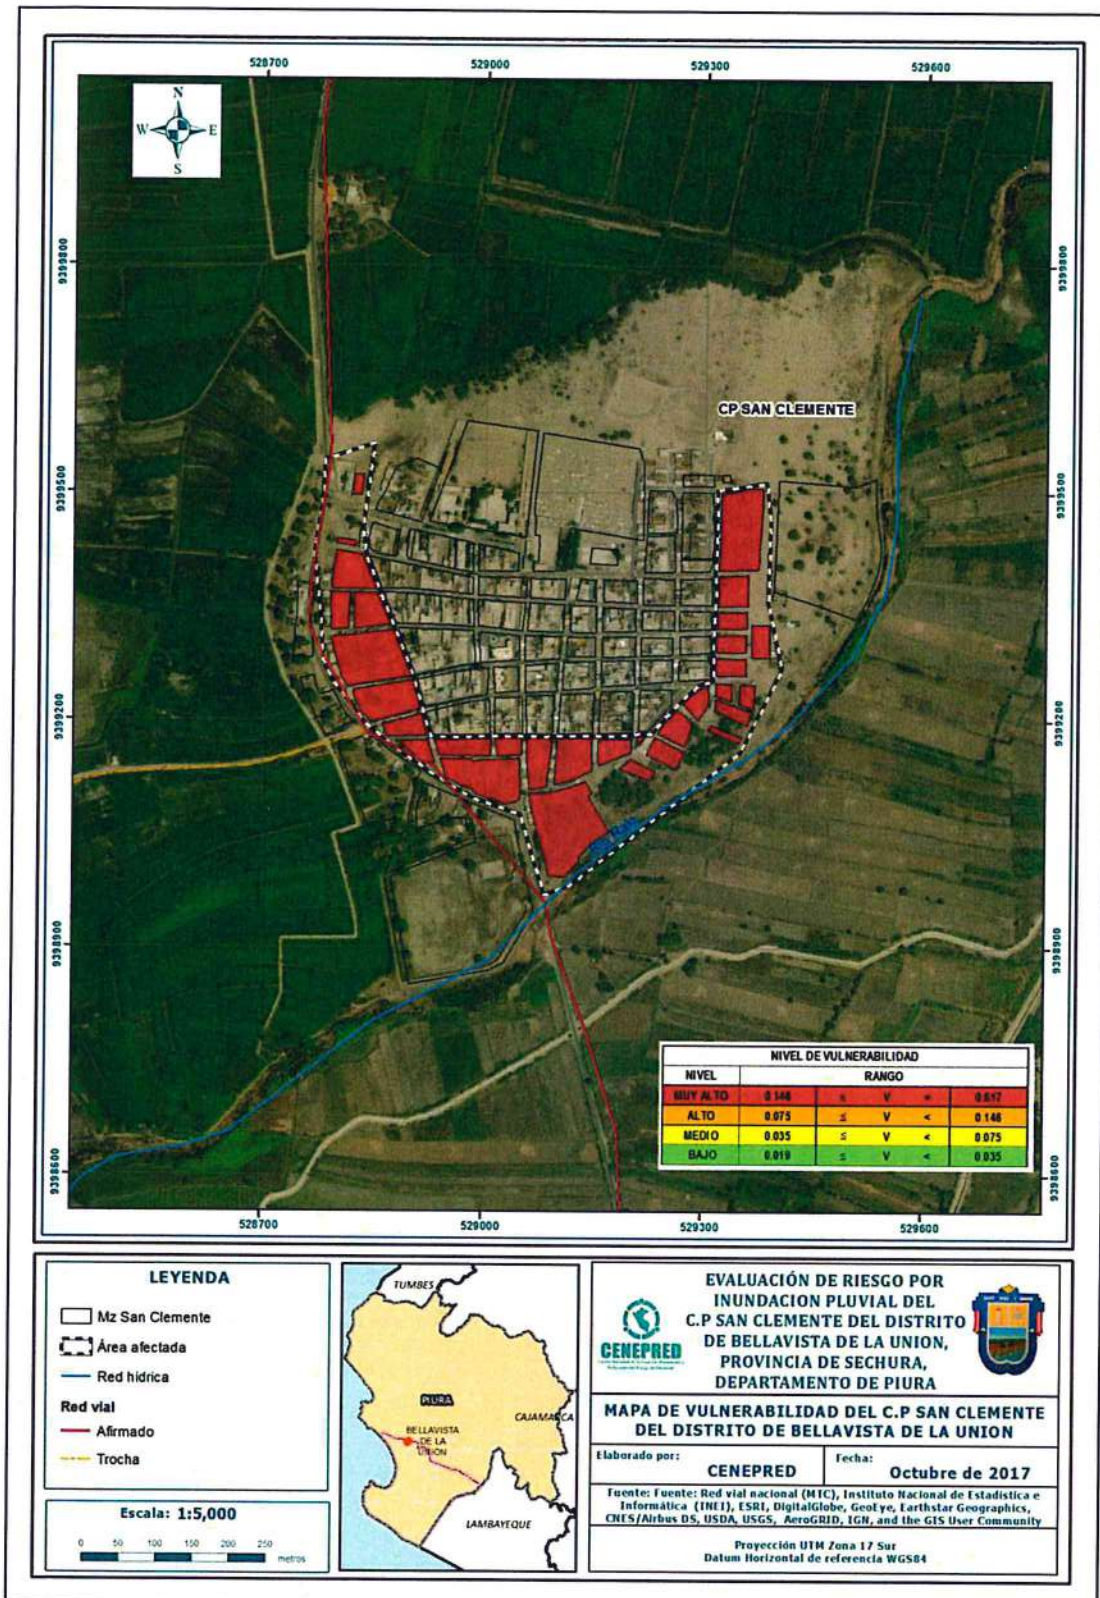 528700 529000 529300 529600
N
W E
S
9399800 9399800
CP SAN CLEMENTE
9399500 9399500
9399200 9399200
9398900 9398900
NIVEL DE VULNERABILIDAD
NIVEL RANGO
MUY ALTO 0.146 ≤ V < 0.617
ALTO 0.075 ≤ V < 0.146
MEDIO 0.035 ≤ V < 0.075
BAJO 0.019 ≤ V < 0.035
9398600 9398600
528700 529000 529300 529600
LEYENDA
Mz San Clemente
Área afectada
Red hídrica
Red vial
Afirmado
Trocha
Escala: 1:5,000
0 50 100 150 200 250
metros
TUMBES
PIURA
CAJAMARCA
BELLAVISTA
DE LA
UNION
LAMBAYEQUE
CENEPRED
EVALUACIÓN DE RIESGO POR
INUNDACION PLUVIAL DEL
C.P SAN CLEMENTE DEL DISTRITO
DE BELLAVISTA DE LA UNION,
PROVINCIA DE SECHURA,
DEPARTAMENTO DE PIURA
MAPA DE VULNERABILIDAD DEL C.P SAN CLEMENTE
DEL DISTRITO DE BELLAVISTA DE LA UNION
Elaborado por:
CENEPRED
Fecha:
Octubre de 2017
Fuente: Fuente: Red vial nacional (MTC), Instituto Nacional de Estadística e
Informática (INEI), ESRI, DigitalGlobe, GeoEye, Earthstar Geographics,
CNES/Airbus DS, USDA, USGS, AeroGRID, IGN, and the GIS User Community
Proyección UTM Zona 17 Sur
Datum Horizontal de referencia WGS84